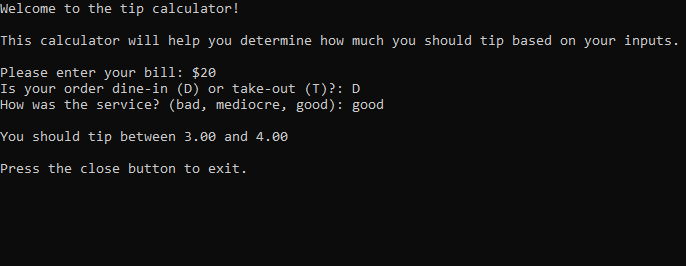 Welcome to the tip calculator!
This calculator will help you determine how much you should tip based on your inputs.
Please enter your bill: $20
Is your order dine-in (D) or take-out (T)?: D
How was the service? (bad, mediocre, good): good
You should tip between 3.00 and 4.00
Press the close button to exit.